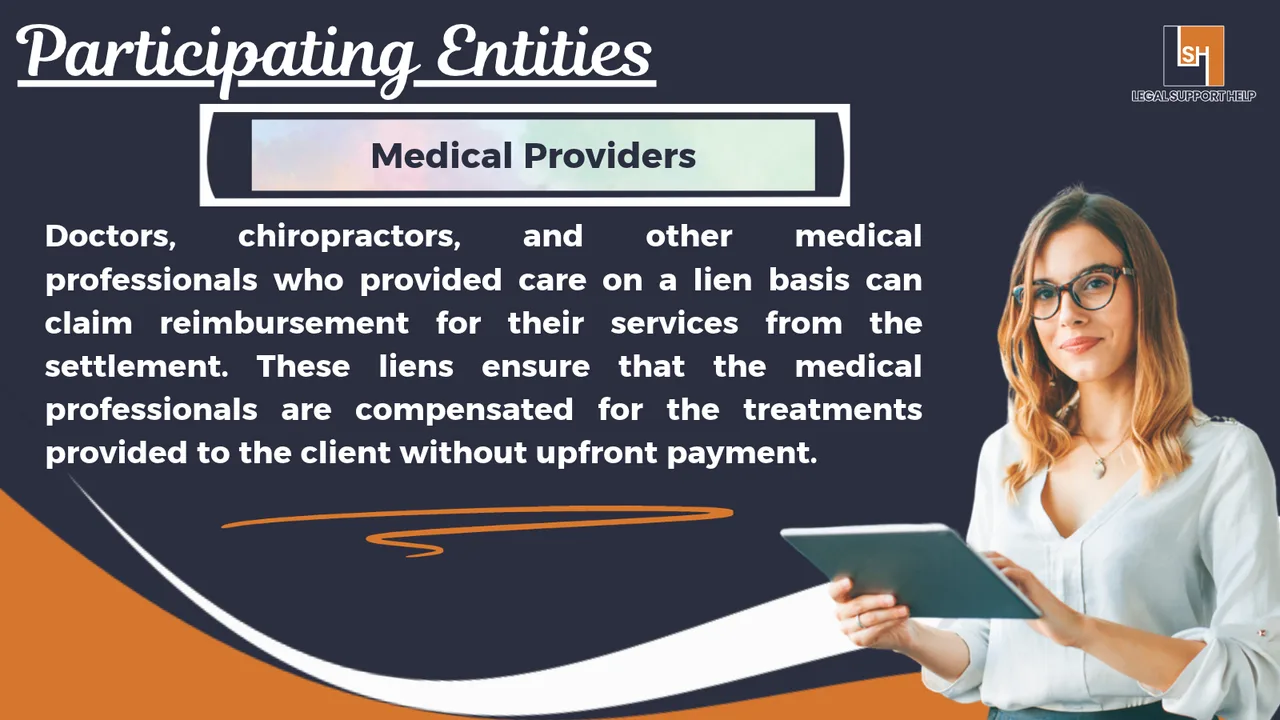 Participating Entities
SH
LEGAL SUPPORT HELP
Medical Providers
Doctors, chiropractors, and other medical
professionals who provided care on a lien basis can
claim reimbursement for their services from the
settlement. These liens ensure that the medical
professionals are compensated for the treatments
provided to the client without upfront payment.